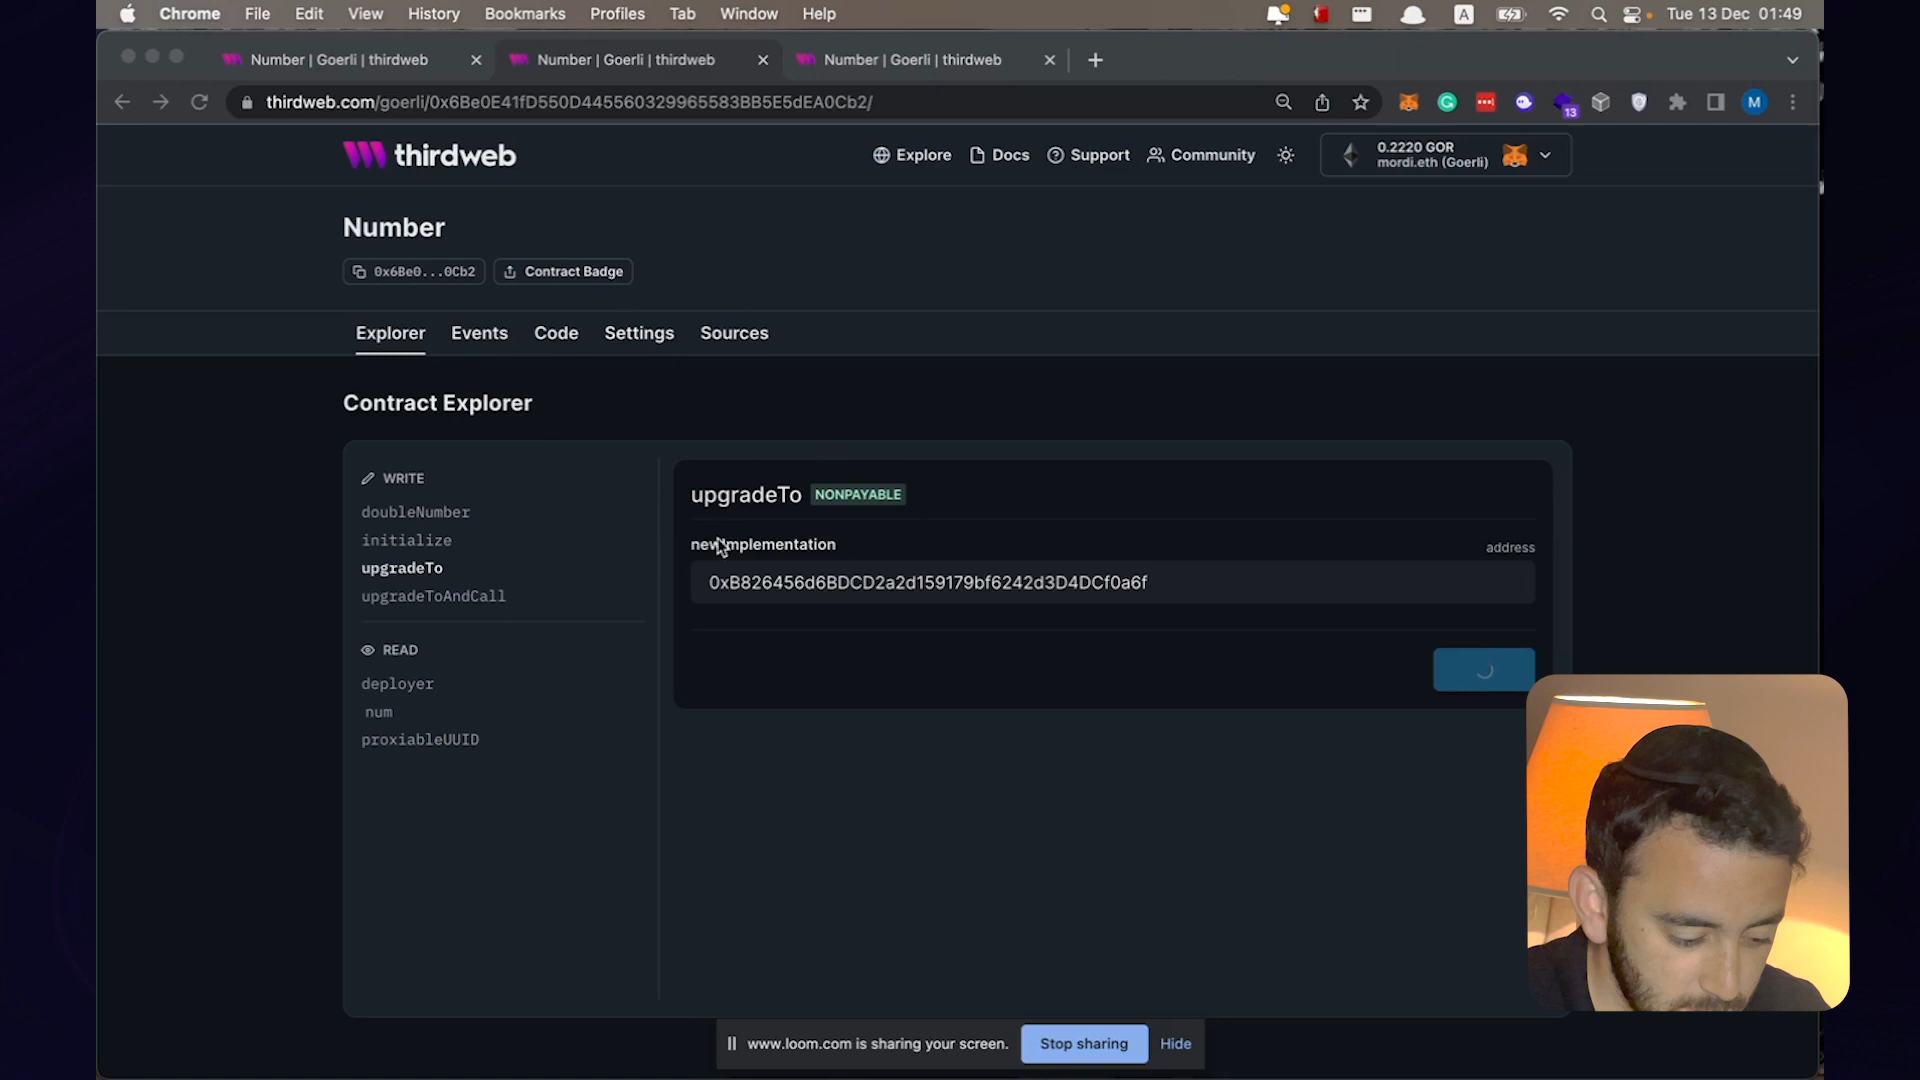 Chrome File Edit View History Bookmarks Profiles Tab Window Help A Tue 13 Dec 01:49
Number | Goerli | thirdweb Number | Goerli | thirdweb Number | Goerli | thirdweb
thirdweb.com/goerli/0x6Be0E41fD550D445560329965583BB5E5dEA0Cb2/ 13 M
thirdweb Explore Docs Support Community 0.2220 GOR
mordi.eth (Goerli)
Number
0x6Be0...0Cb2 Contract Badge
Explorer Events Code Settings Sources
Contract Explorer
WRITE
doubleNumber
initialize
upgradeTo
upgradeToAndCall
READ
deployer
num
proxiableUUID
upgradeTo NONPAYABLE
newImplementation address
0xB826456d6BDCD2a2d159179bf6242d3D4DCf0a6f
www.loom.com is sharing your screen. Stop sharing Hide